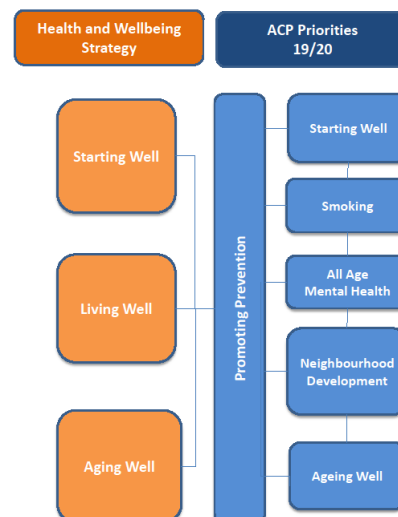 Health and Wellbeing
Strategy
ACP Priorities
19/20
Starting Well
Living Well
Aging Well
Promoting Prevention
Starting Well
Smoking
All Age
Mental Health
Neighbourhood
Development
Ageing Well